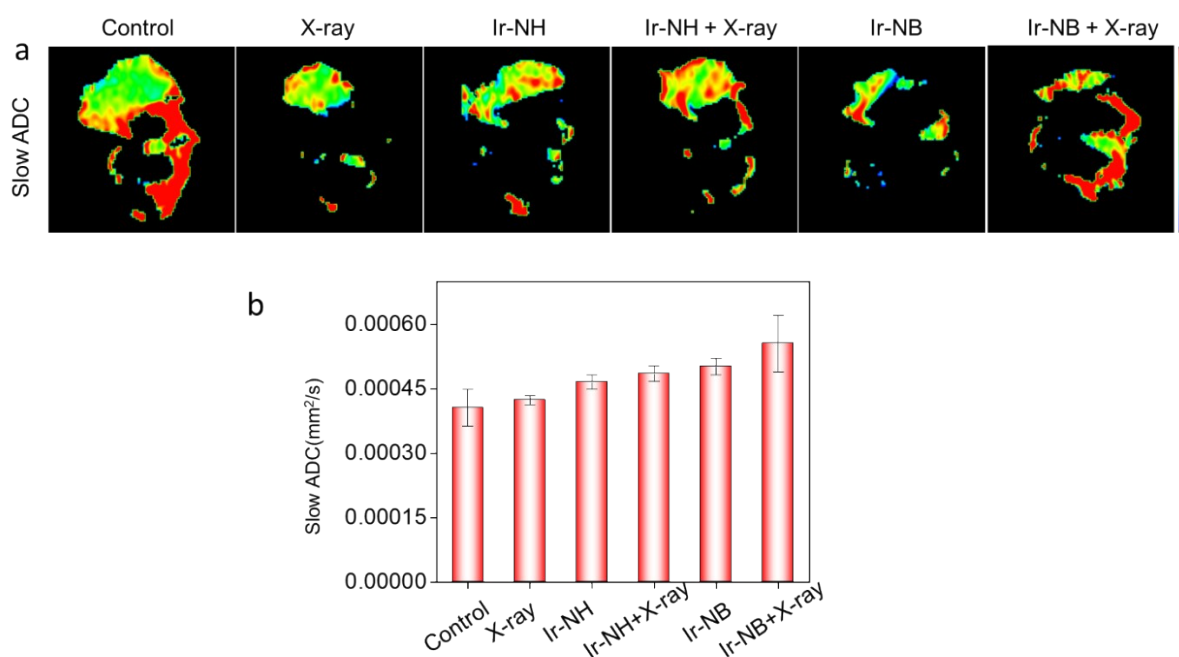 Control X-ray Ir-NH Ir-NH + X-ray Ir-NB Ir-NB + X-ray
a
Slow ADC
b
Slow ADC(mm²/s)
0.00060
0.00045
0.00030
0.00015
0.00000
Control X-ray Ir-NH Ir-NH+X-ray Ir-NB Ir-NB+X-ray